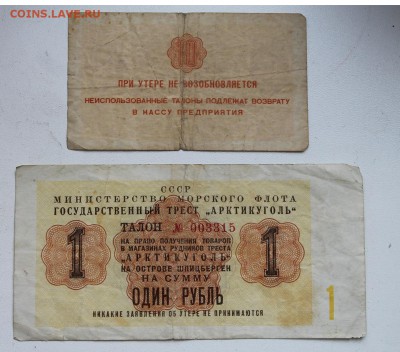 COINS.LAVE.RU
10
ПРИ УТЕРЕ НЕ ВОЗОБНОВЛЯЕТСЯ
НЕИСПОЛЬЗОВАННЫЕ ТАЛОНЫ ПОДЛЕЖАТ ВОЗВРАТУ
В КАССУ ПРЕДПРИЯТИЯ
СССР
МИНИСТЕРСТВО МОРСКОГО ФЛОТА
ГОСУДАРСТВЕННЫЙ ТРЕСТ „АРКТИКУГОЛЬ“
ТАЛОН № 003315
НА ПРАВО ПОЛУЧЕНИЯ ТОВАРОВ
В МАГАЗИНАХ РУДНИКОВ ТРЕСТА
„АРКТИКУГОЛЬ“
НА ОСТРОВЕ ШПИЦБЕРГЕН
НА СУММУ
1 1
ОДИН РУБЛЬ
1
НИКАКИЕ ЗАЯВЛЕНИЯ ОБ УТЕРЕ НЕ ПРИНИМАЮТСЯ